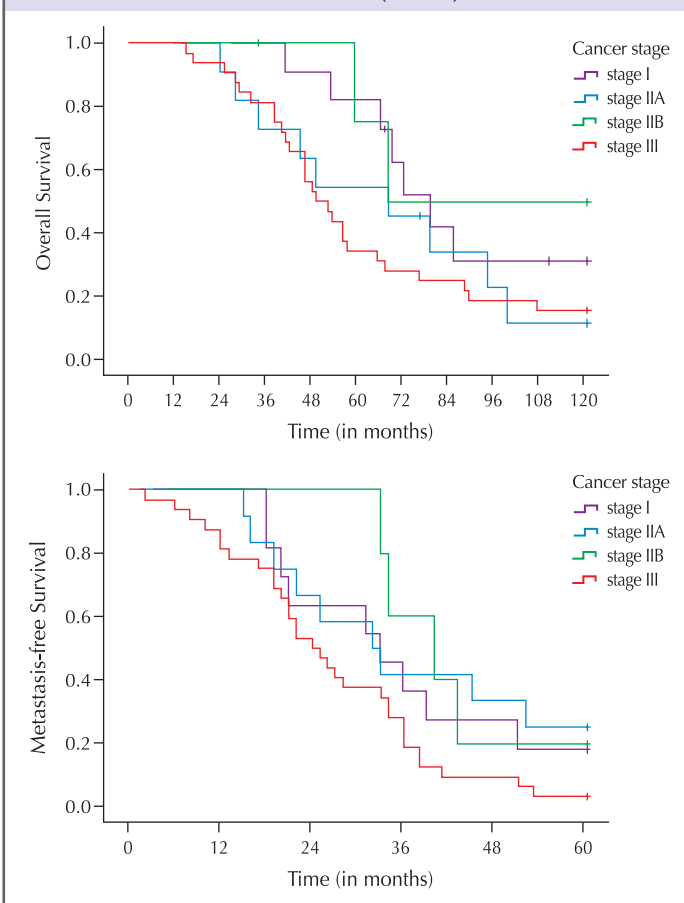 Cancer stage
stage I
stage IIA
stage IIB
stage III
Overall Survival
1.0
0.8
0.6
0.4
0.2
0.0
0 12 24 36 48 60 72 84 96 108 120
Time (in months)
Cancer stage
stage I
stage IIA
stage IIB
stage III
Metastasis-free Survival
1.0
0.8
0.6
0.4
0.2
0.0
0 12 24 36 48 60
Time (in months)